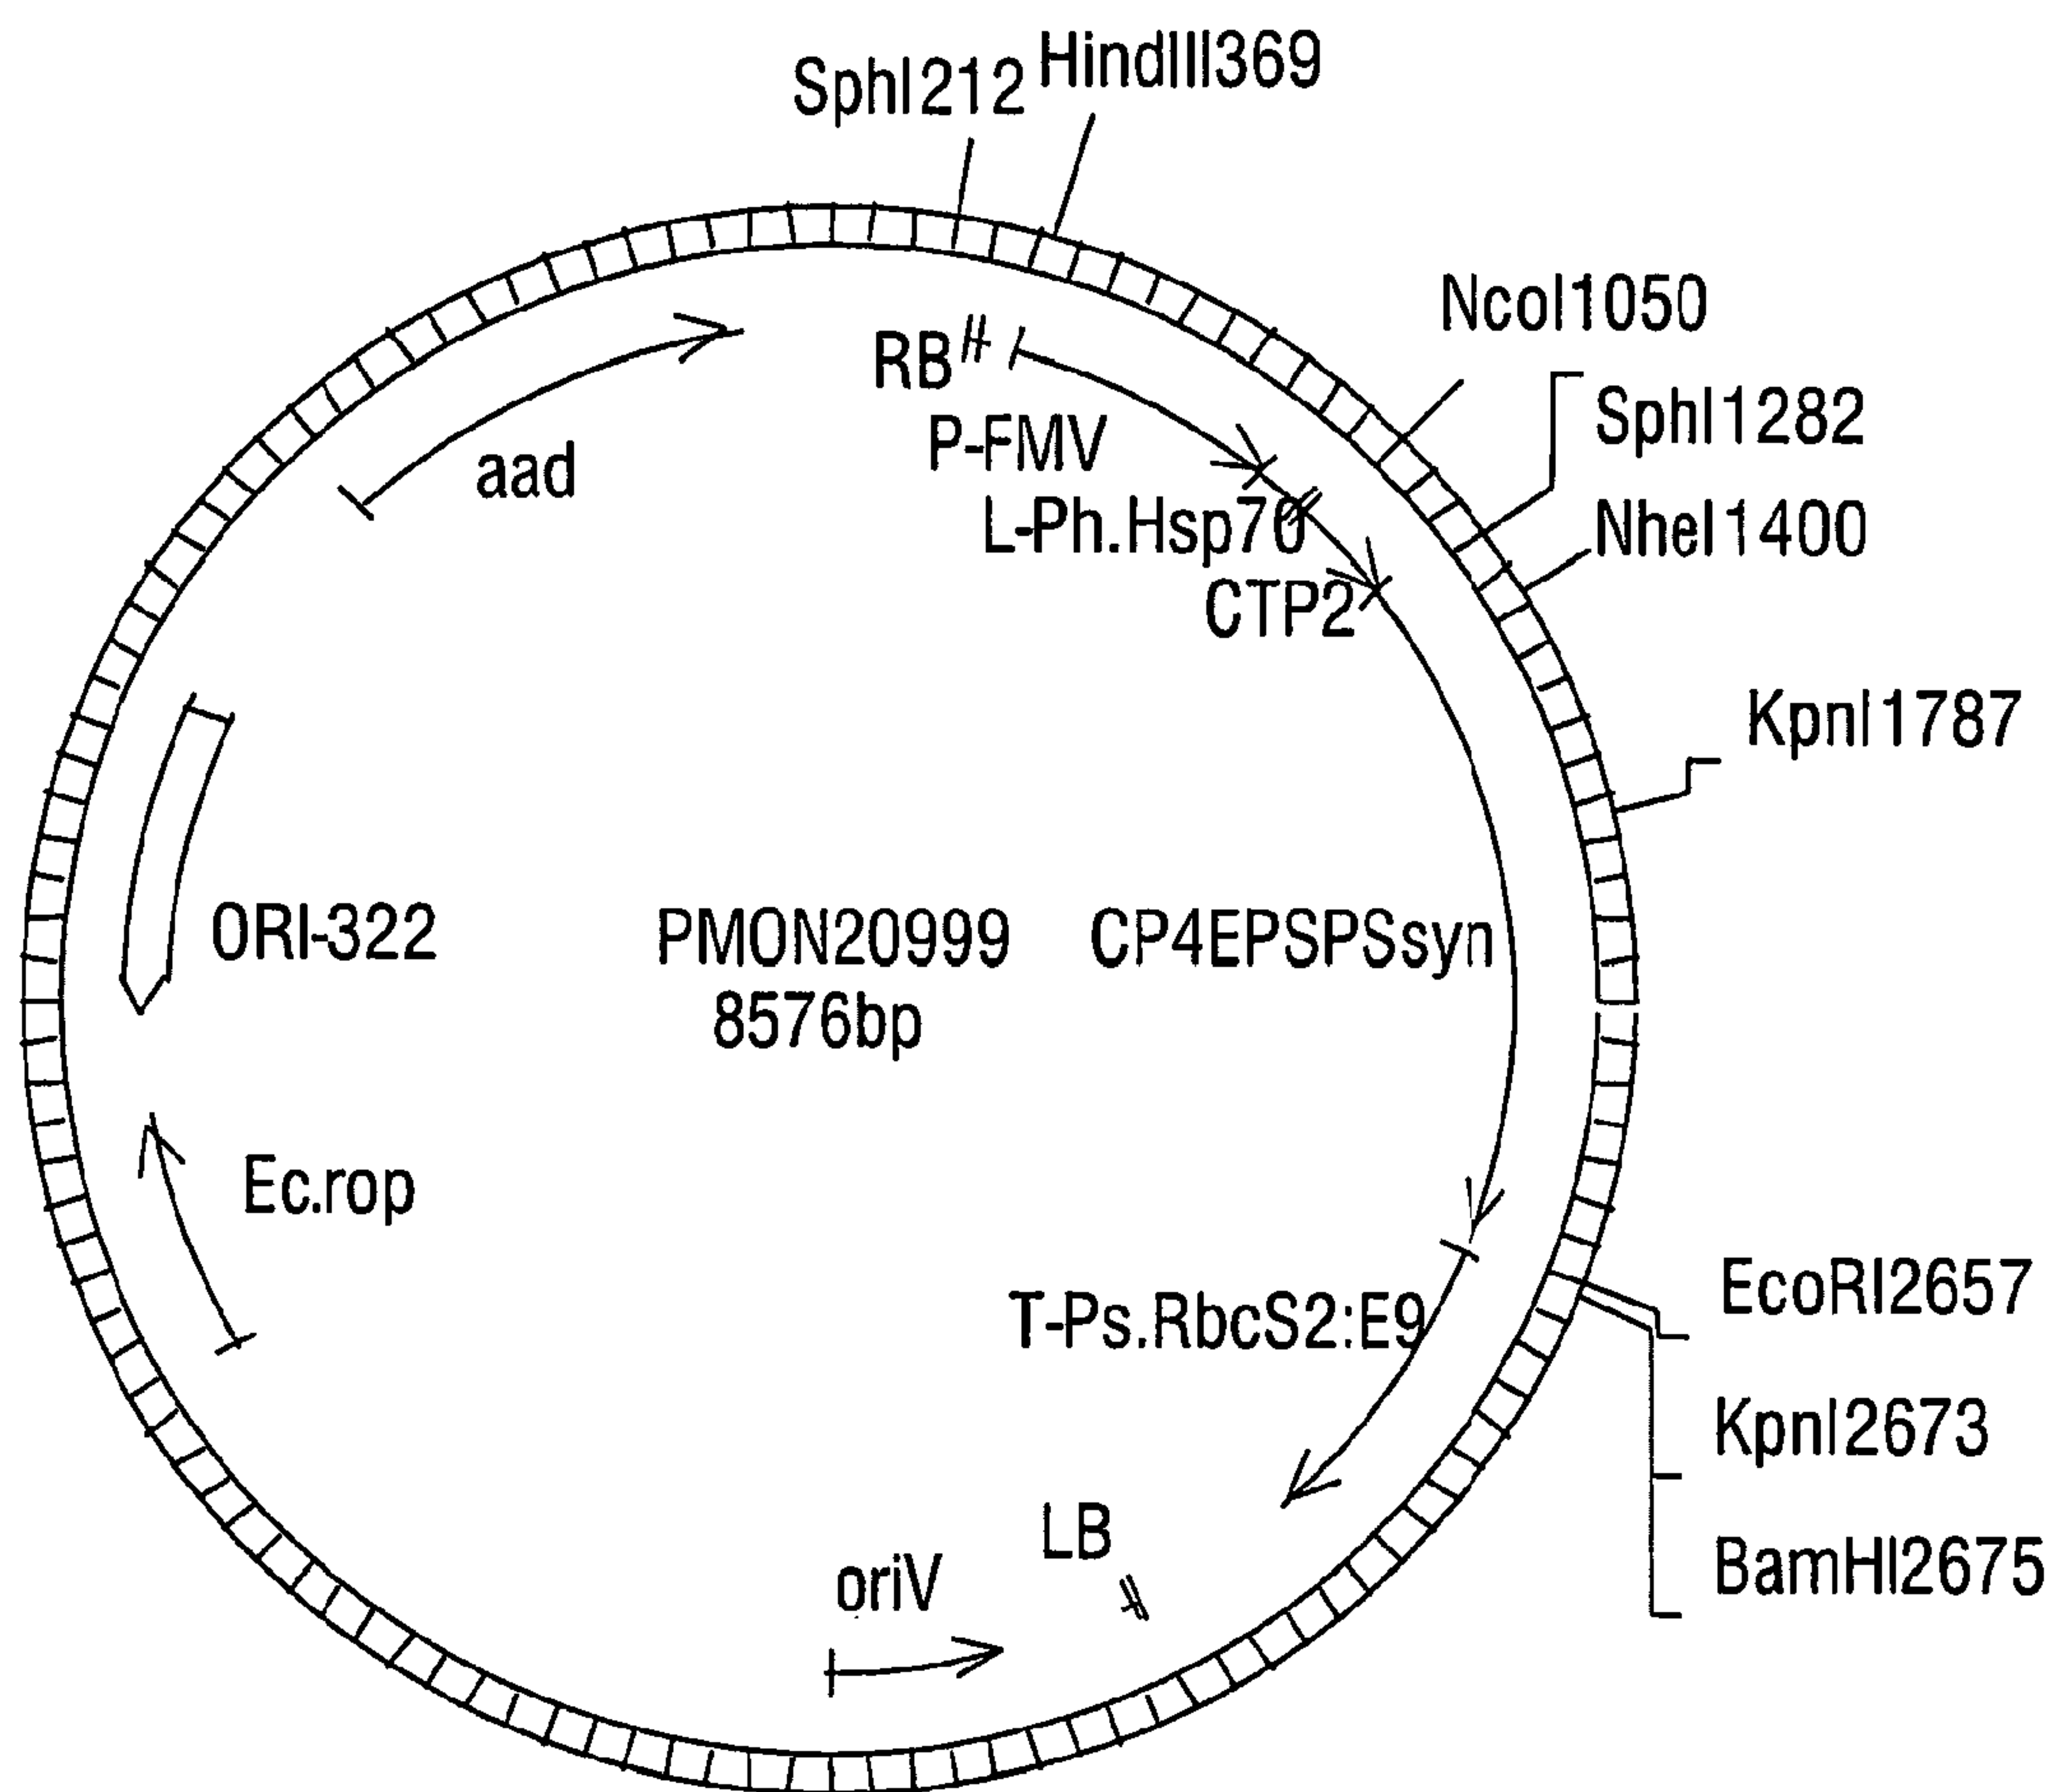 SphI212
HindIII369
NcoI1050
SphI1282
NheI1400
KpnI1787
EcoRI2657
KpnI2673
BamHI2675
RB
P-FMV
L-Ph.Hsp70
CTP2
aad
ORI-322
PMON20999
8576bp
CP4EPSPSsyn
Ec.rop
T-Ps.RbcS2:E9
LB
oriV